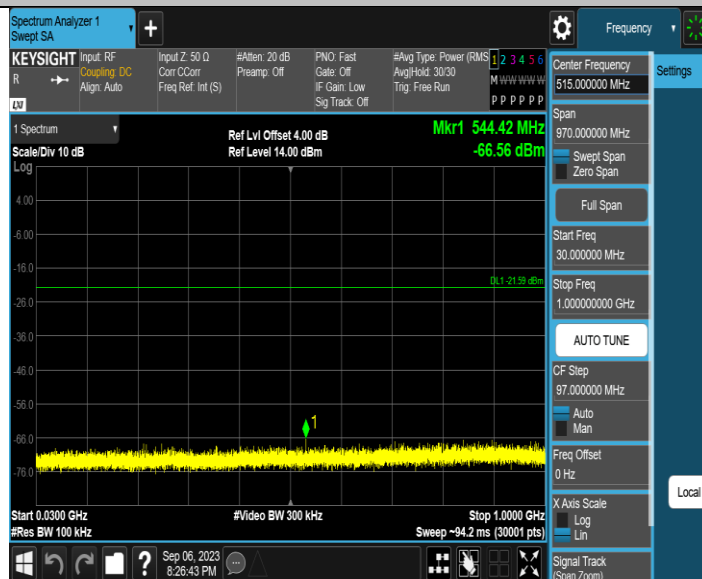 Spectrum Analyzer 1
Swept SA
+
Frequency
KEYSIGHT
R
LXI
Input: RF
Coupling: DC
Align: Auto
Input Z: 50 Ω
Corr CCorr
Freq Ref: Int (S)
#Atten: 20 dB
Preamp: Off
PNO: Fast
Gate: Off
IF Gain: Low
Sig Track: Off
#Avg Type: Power (RMS
Avg|Hold: 30/30
Trig: Free Run
1 2 3 4 5 6
M W W W W W
P P P P P P
1 Spectrum
Scale/Div 10 dB
Log
Ref Lvl Offset 4.00 dB
Ref Level 14.00 dBm
Mkr1 544.42 MHz
-66.56 dBm
4.00
-6.00
-16.0
DL1 -21.59 dBm
-26.0
-36.0
-46.0
-56.0
1
-66.0
-76.0
Start 0.0300 GHz
#Res BW 100 kHz
#Video BW 300 kHz
Stop 1.0000 GHz
Sweep ~94.2 ms (30001 pts)
?
Sep 06, 2023
8:26:43 PM
Center Frequency
515.000000 MHz
Settings
Span
970.000000 MHz
Swept Span
Zero Span
Full Span
Start Freq
30.000000 MHz
Stop Freq
1.000000000 GHz
AUTO TUNE
CF Step
97.000000 MHz
Auto
Man
Freq Offset
0 Hz
Local
X Axis Scale
Log
Lin
Signal Track
(Span Zoom)